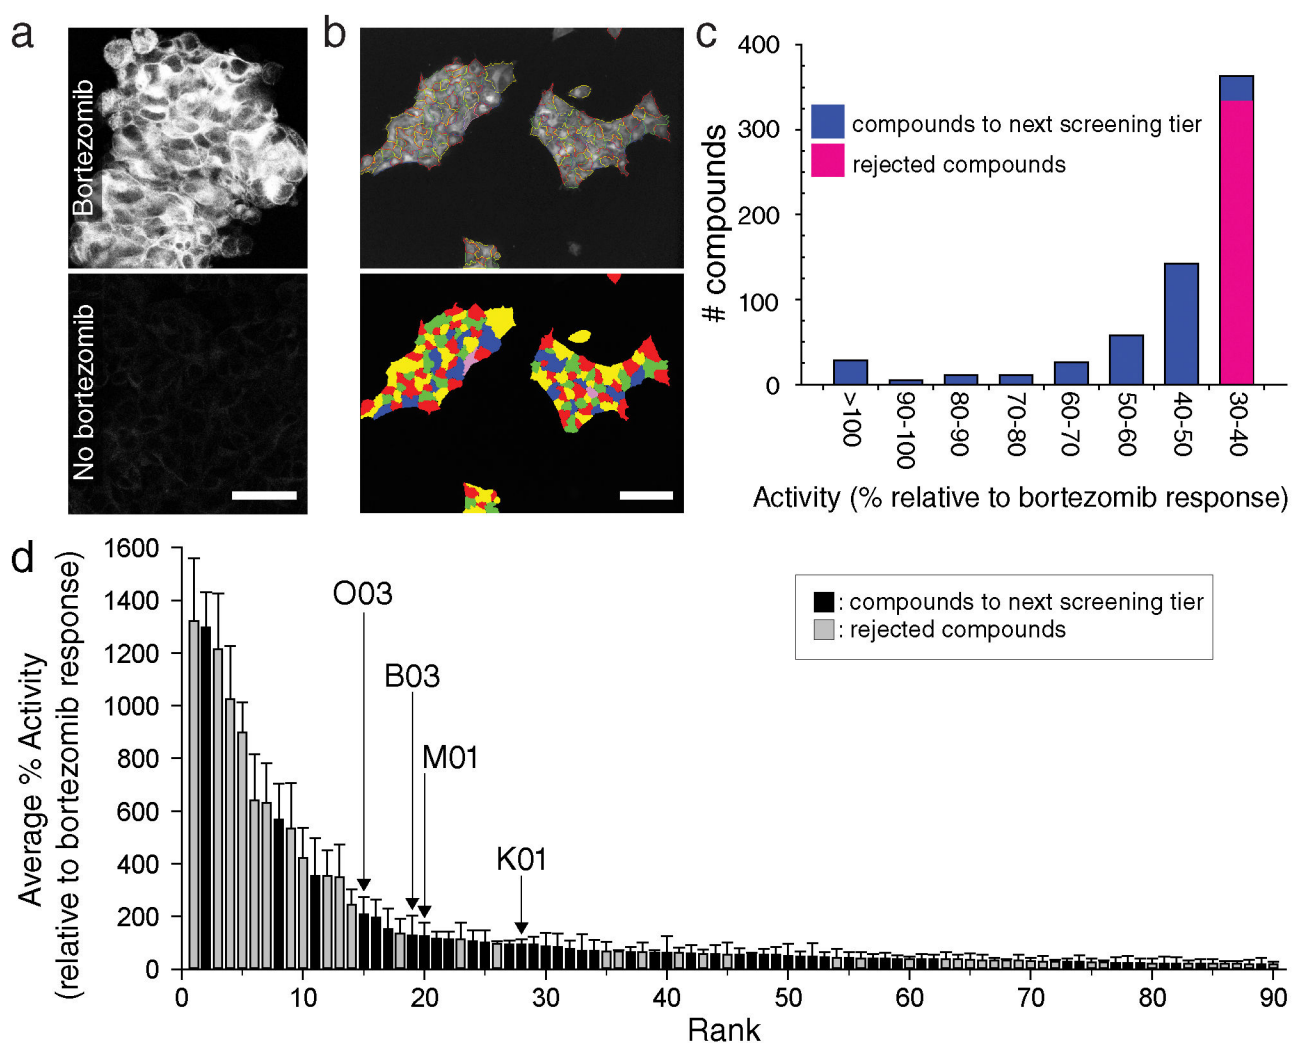 a
b
c
Bortezomib
No bortezomib
# compounds
400
300
200
100
0
compounds to next screening tier
rejected compounds
>100
90-100
80-90
70-80
60-70
50-60
40-50
30-40
Activity (% relative to bortezomib response)
d
Average % Activity
(relative to bortezomib response)
1600
1400
1200
1000
800
600
400
200
0
O03
B03
M01
K01
: compounds to next screening tier
: rejected compounds
0 10 20 30 40 50 60 70 80 90
Rank